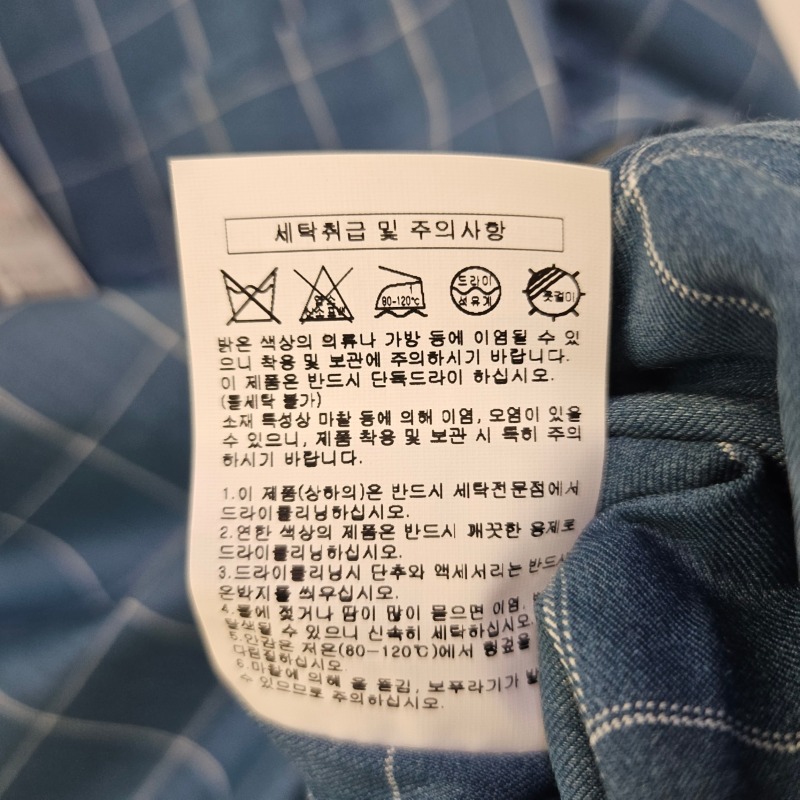 세탁취급 및 주의사항
80-120℃
드라이
석유계
옷걸이
밝은 색상의 의류나 가방 등에 이염될 수 있
으니 착용 및 보관에 주의하시기 바랍니다.
이 제품은 반드시 단독드라이 하십시오.
(물세탁 불가)
소재 특성상 마찰 등에 의해 이염, 오염이 있을
수 있으니, 제품 착용 및 보관 시 특히 주의
하시기 바랍니다.
1.이 제품(상하의)은 반드시 세탁전문점에서
드라이클리닝하십시오.
2.연한 색상의 제품은 반드시 깨끗한 용제로
드라이클리닝하십시오.
3.드라이클리닝시 단추와 액세서리는 반드시
은박지를 씌우십시오.
4.물에 젖거나 땀이 많이 묻으면 이염,
탈색될 수 있으니 신속히 세탁하십시오.
5.안감은 저온(80-120℃)에서 헝겊을
다림질하십시오.
6.마찰에 의해 올 뜯김, 보푸라기가
수 있으므로 주의하십시오.